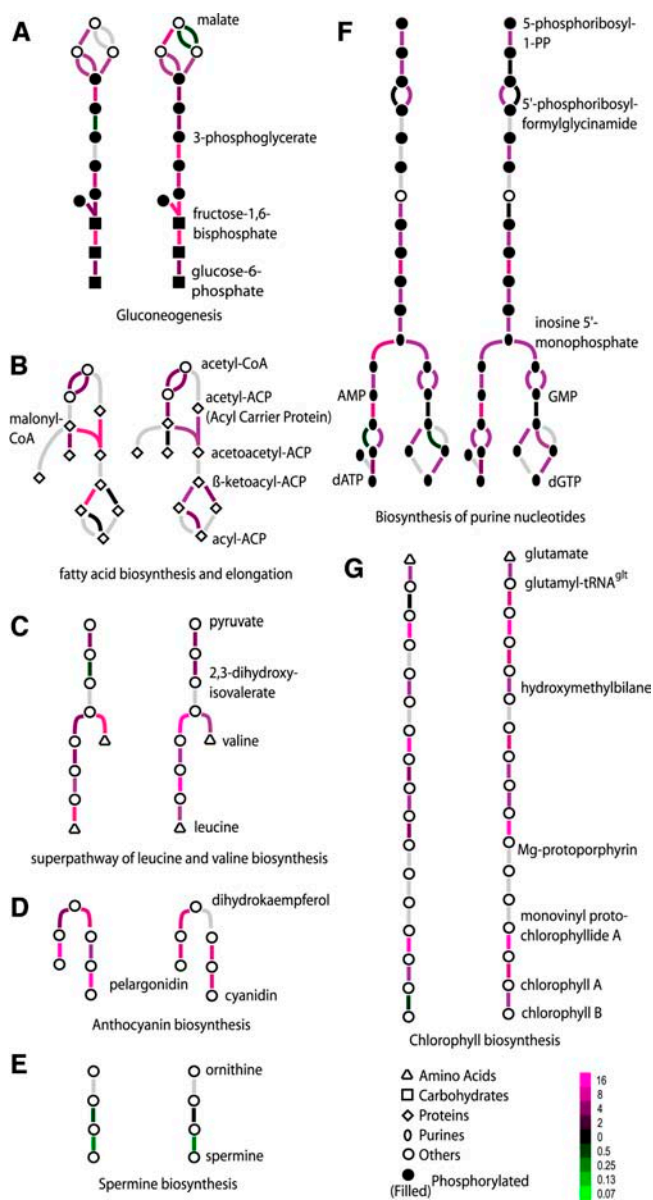 A
malate
3-phosphoglycerate
fructose-1,6-
bisphosphate
glucose-6-
phosphate
Gluconeogenesis
B
acetyl-CoA
acetyl-ACP
(Acyl Carrier Protein)
malonyl-
CoA
acetoacetyl-ACP
ß-ketoacyl-ACP
acyl-ACP
fatty acid biosynthesis and elongation
C
pyruvate
2,3-dihydroxy-
isovalerate
valine
leucine
superpathway of leucine and valine biosynthesis
D
dihydrokaempferol
pelargonidin
cyanidin
Anthocyanin biosynthesis
E
ornithine
spermine
Spermine biosynthesis
F
5-phosphoribosyl-
1-PP
5'-phosphoribosyl-
formylglycinamide
inosine 5'-
monophosphate
AMP
GMP
dATP
dGTP
Biosynthesis of purine nucleotides
G
glutamate
glutamyl-tRNAglt
hydroxymethylbilane
Mg-protoporphyrin
monovinyl proto-
chlorophyllide A
chlorophyll A
chlorophyll B
Chlorophyll biosynthesis
Amino Acids
Carbohydrates
Proteins
Purines
Others
Phosphorylated
(Filled)
16
8
4
2
0
0.5
0.25
0.13
0.07